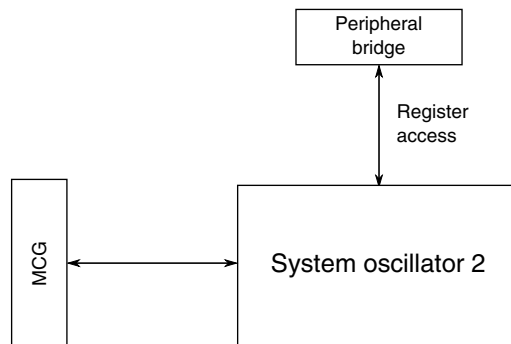 Peripheral
bridge
Register
access
MCG
System oscillator 2